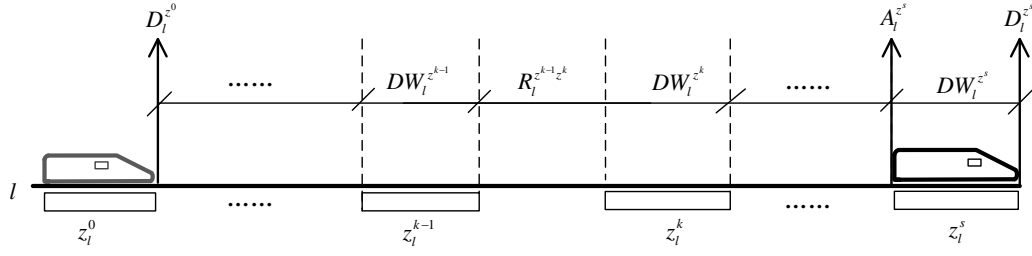 D_l^{z^0} A_l^{z^s} D_l^{z^s}
...... DW_l^{z^{k-1}} R_l^{z^{k-1}z^k} DW_l^{z^k} ...... DW_l^{z^s}
l
...... ......
z_l^0 z_l^{k-1} z_l^k z_l^s